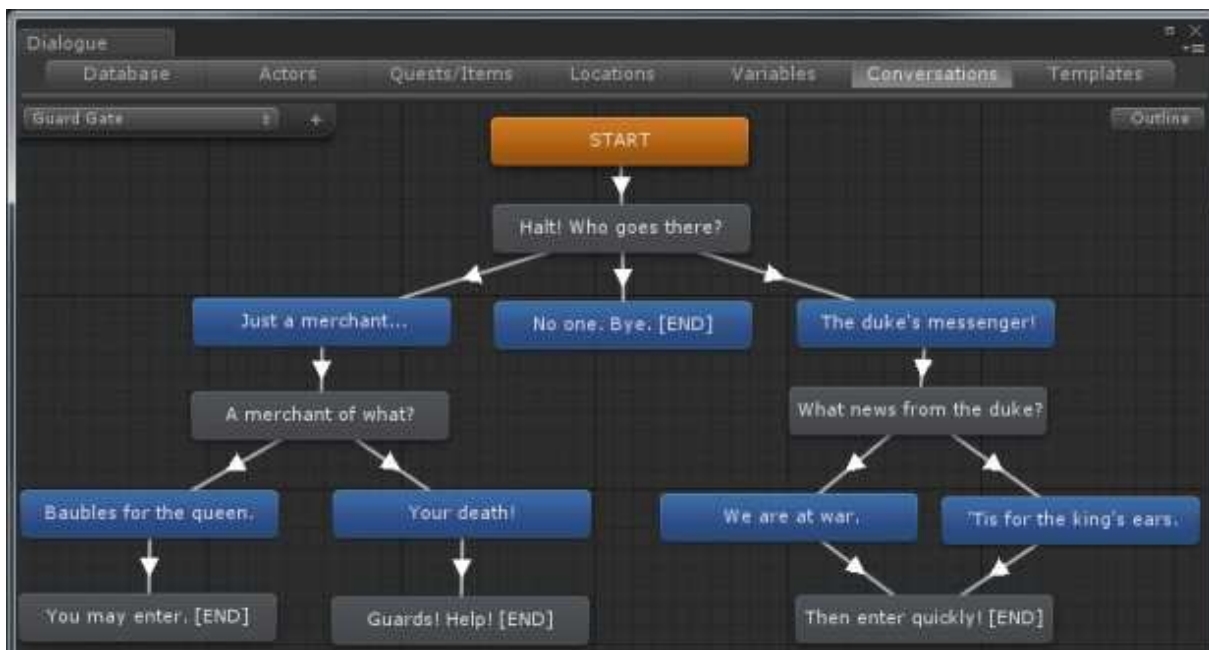 Dialogue
Database Actors Quests/Items Locations Variables Conversations Templates
Guard Gate + Outline
START
Halt! Who goes there?
Just a merchant... No one. Bye. [END] The duke's messenger!
A merchant of what? What news from the duke?
Baubles for the queen. Your death! We are at war. 'Tis for the king's ears.
You may enter. [END] Guards! Help! [END] Then enter quickly! [END]